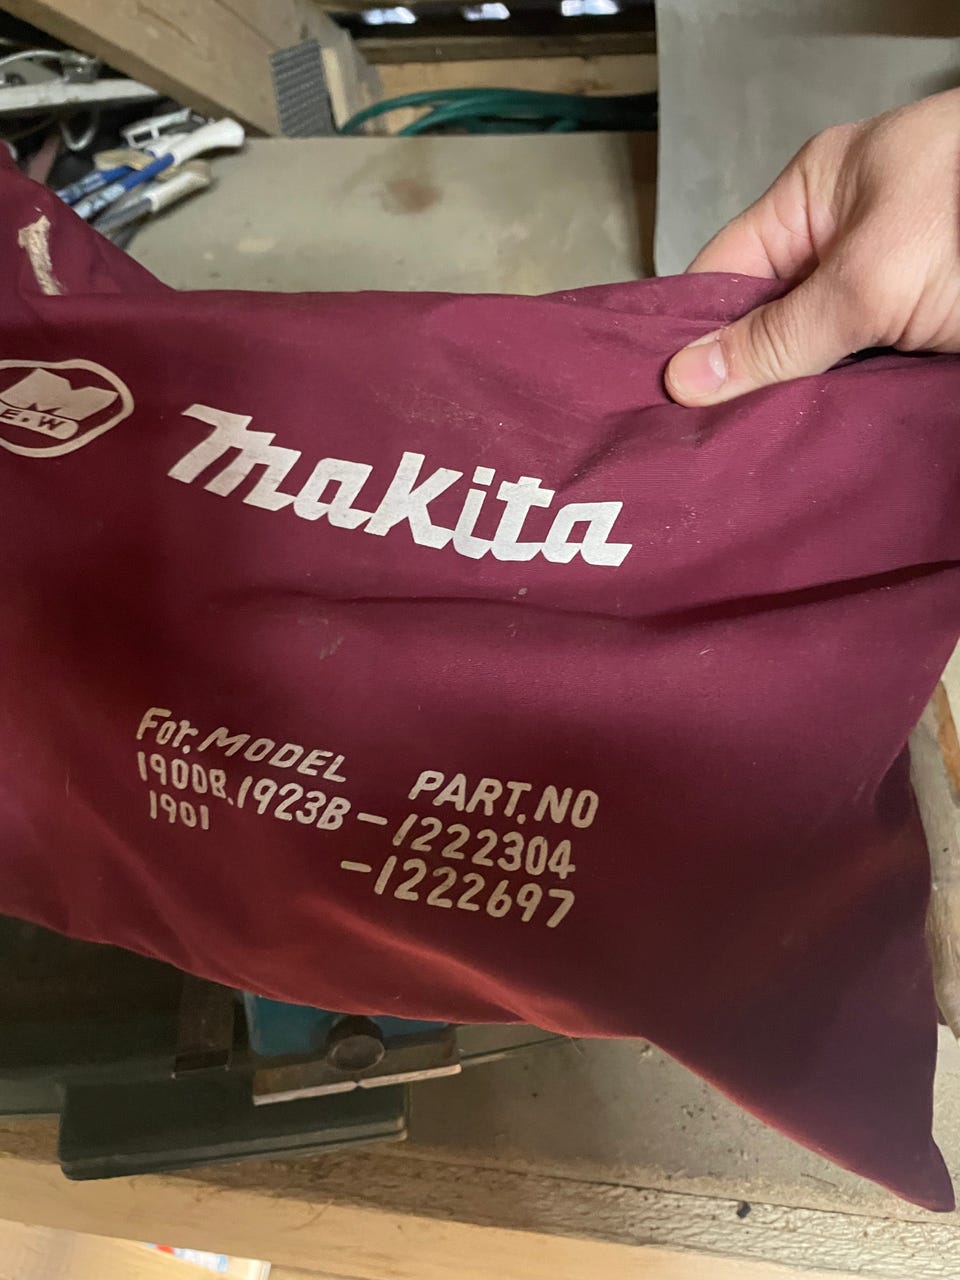 M
E.W
makita
For. MODEL PART. NO
1900B. 1923B - 1222304
1901 - 1222697